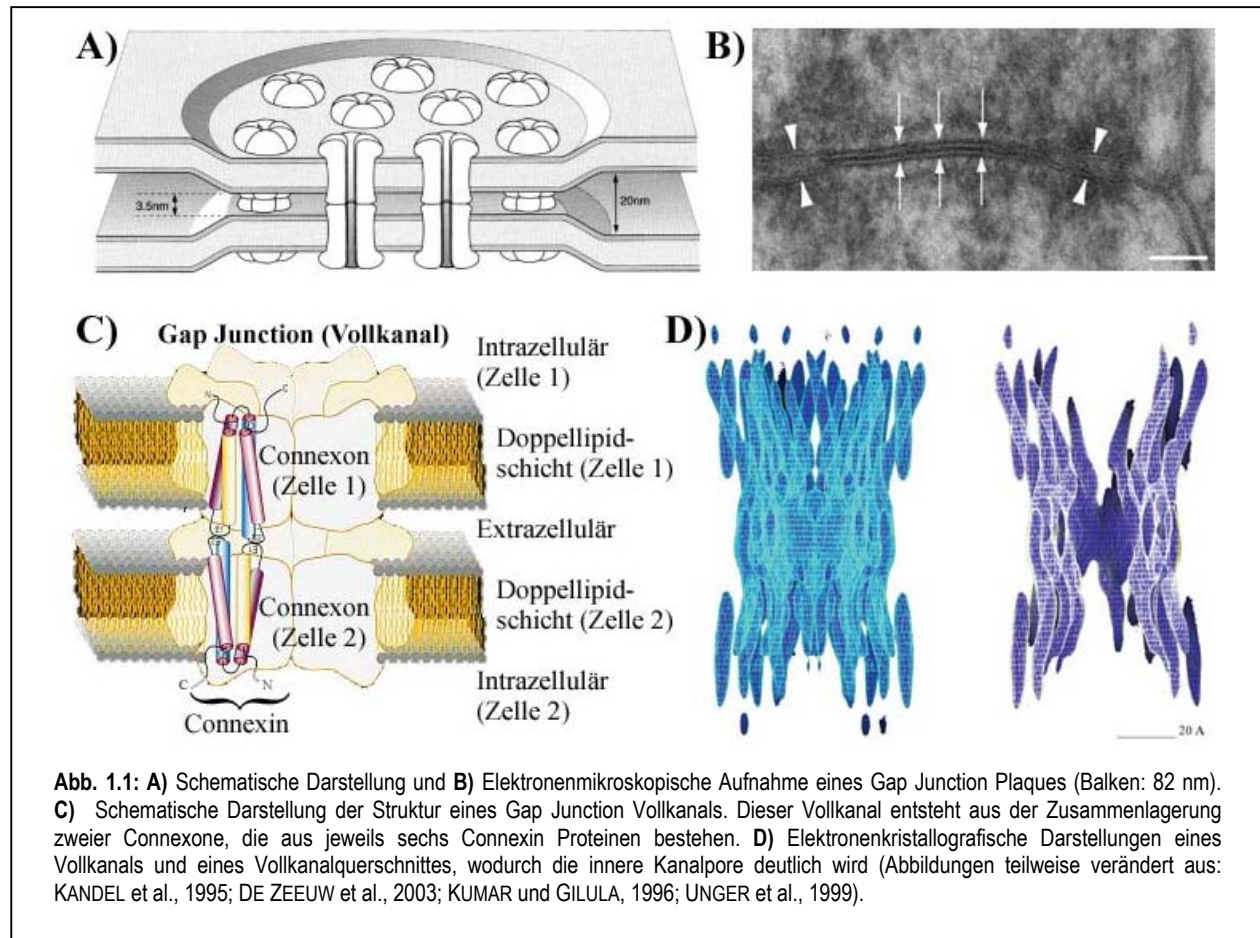 A)
3.5nm
20nm
B)
C)
Gap Junction (Vollkanal)
Intrazellulär
(Zelle 1)
N
C
Connexon
(Zelle 1)
Doppellipid-
schicht (Zelle 1)
Extrazellulär
Connexon
(Zelle 2)
Doppellipid-
schicht (Zelle 2)
C
N
Connexin
Intrazellulär
(Zelle 2)
D)
20 A
Abb. 1.1: A) Schematische Darstellung und B) Elektronenmikroskopische Aufnahme eines Gap Junction Plaques (Balken: 82 nm).
C) Schematische Darstellung der Struktur eines Gap Junction Vollkanals. Dieser Vollkanal entsteht aus der Zusammenlagerung
zweier Connexone, die aus jeweils sechs Connexin Proteinen bestehen. D) Elektronenkristallografische Darstellungen eines
Vollkanals und eines Vollkanalquerschnittes, wodurch die innere Kanalpore deutlich wird (Abbildungen teilweise verändert aus:
KANDEL et al., 1995; DE ZEEUW et al., 2003; KUMAR und GILULA, 1996; UNGER et al., 1999).